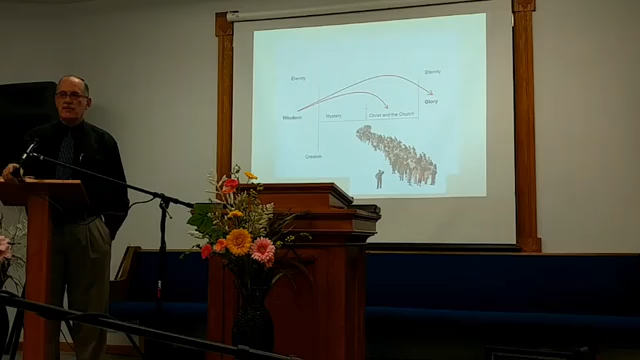 Eternity
Eternity
Wisdom
Glory
Mystery
Christ and the Church
Creation